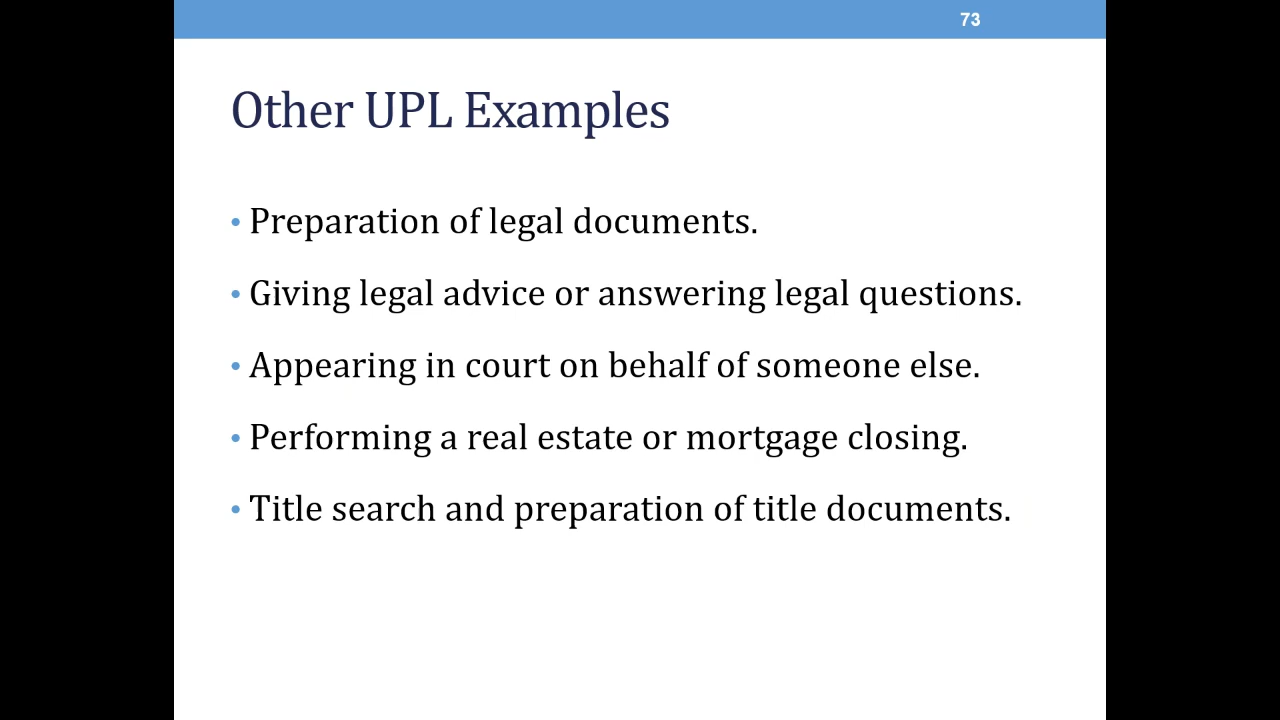 73
Other UPL Examples
• Preparation of legal documents.
• Giving legal advice or answering legal questions.
• Appearing in court on behalf of someone else.
• Performing a real estate or mortgage closing.
• Title search and preparation of title documents.